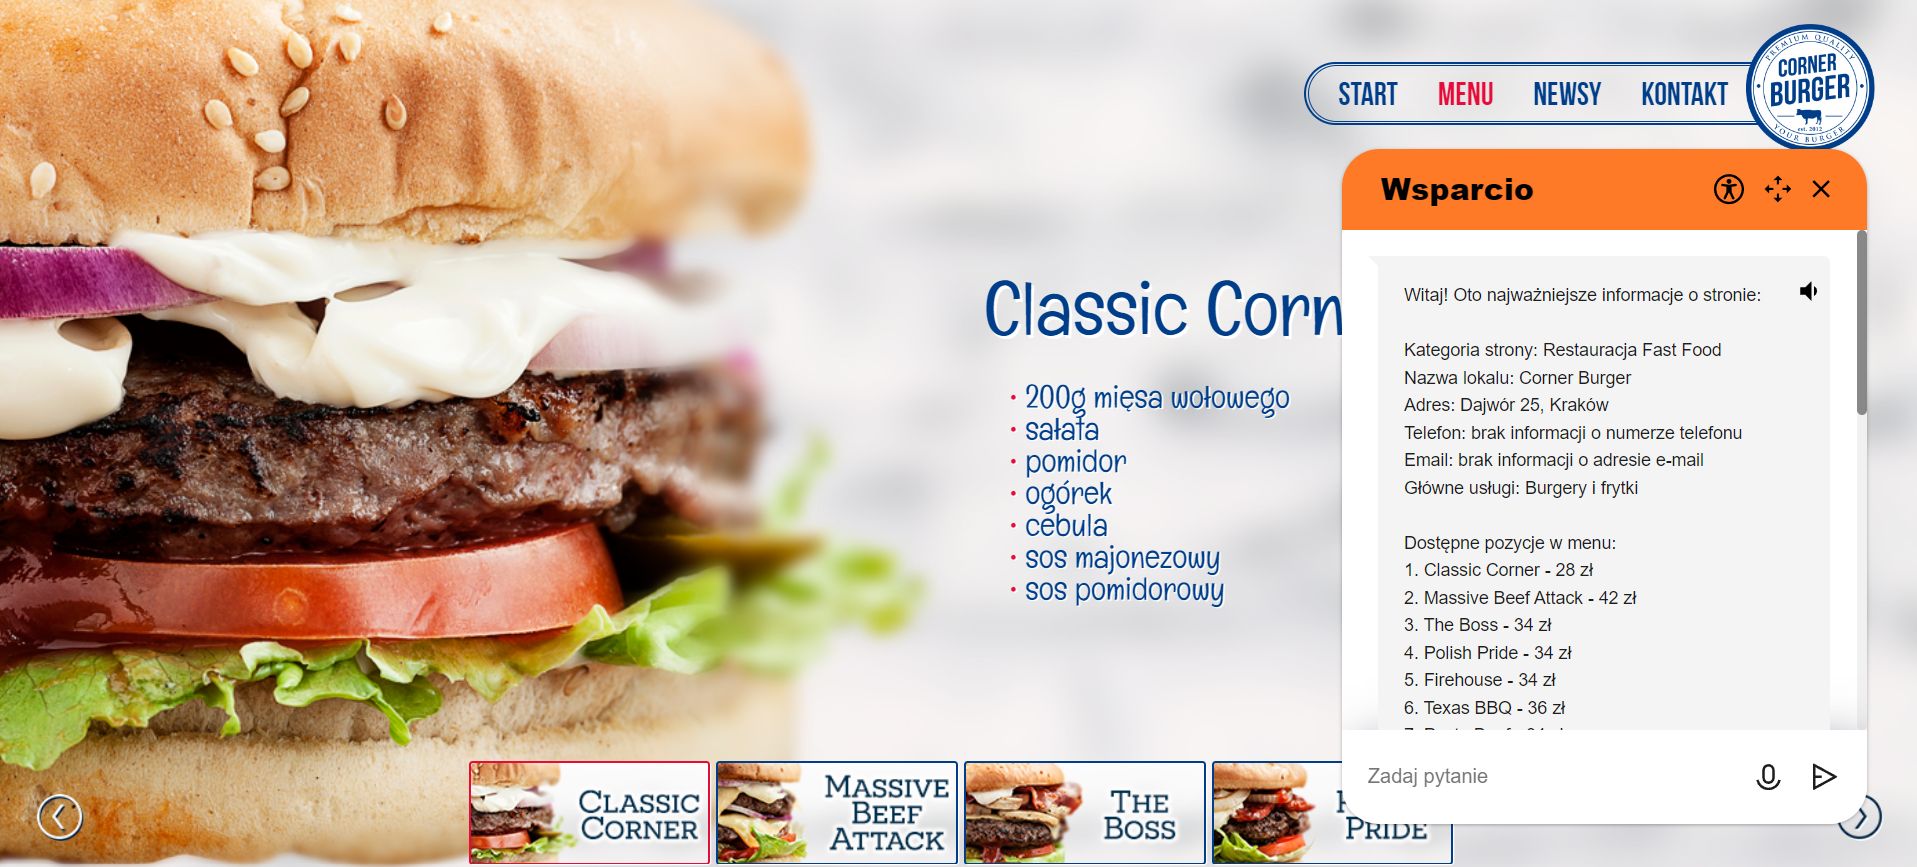 START MENU NEWSY KONTAKT
PREMIUM QUALITY
CORNER
BURGER
est. 2012
YOUR BURGER
Classic Corn
• 200g mięsa wołowego
• sałata
• pomidor
• ogórek
• cebula
• sos majonezowy
• sos pomidorowy
Wsparcio
Witaj! Oto najważniejsze informacje o stronie:
Kategoria strony: Restauracja Fast Food
Nazwa lokalu: Corner Burger
Adres: Dajwór 25, Kraków
Telefon: brak informacji o numerze telefonu
Email: brak informacji o adresie e-mail
Główne usługi: Burgery i frytki
Dostępne pozycje w menu:
1. Classic Corner - 28 zł
2. Massive Beef Attack - 42 zł
3. The Boss - 34 zł
4. Polish Pride - 34 zł
5. Firehouse - 34 zł
6. Texas BBQ - 36 zł
Zadaj pytanie
CLASSIC
CORNER
MASSIVE
BEEF
ATTACK
THE
BOSS
PRIDE